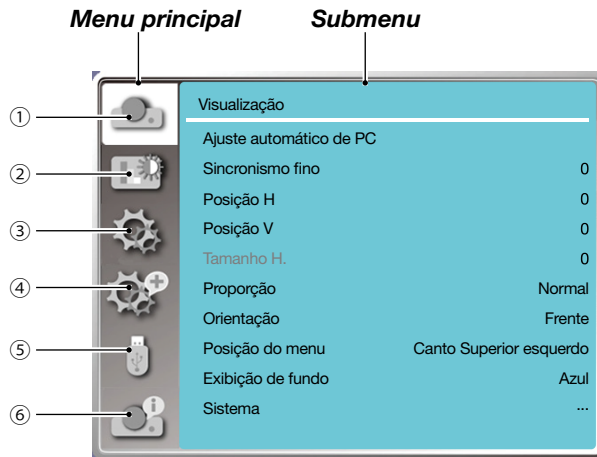 Menu principal Submenu
① Visualização
Ajuste automático de PC
② Sincronismo fino 0
Posição H 0
③ Posição V 0
Tamanho H. 0
④ Proporção Normal
Orientação Frente
⑤ Posição do menu Canto Superior esquerdo
Exibição de fundo Azul
⑥ Sistema ...